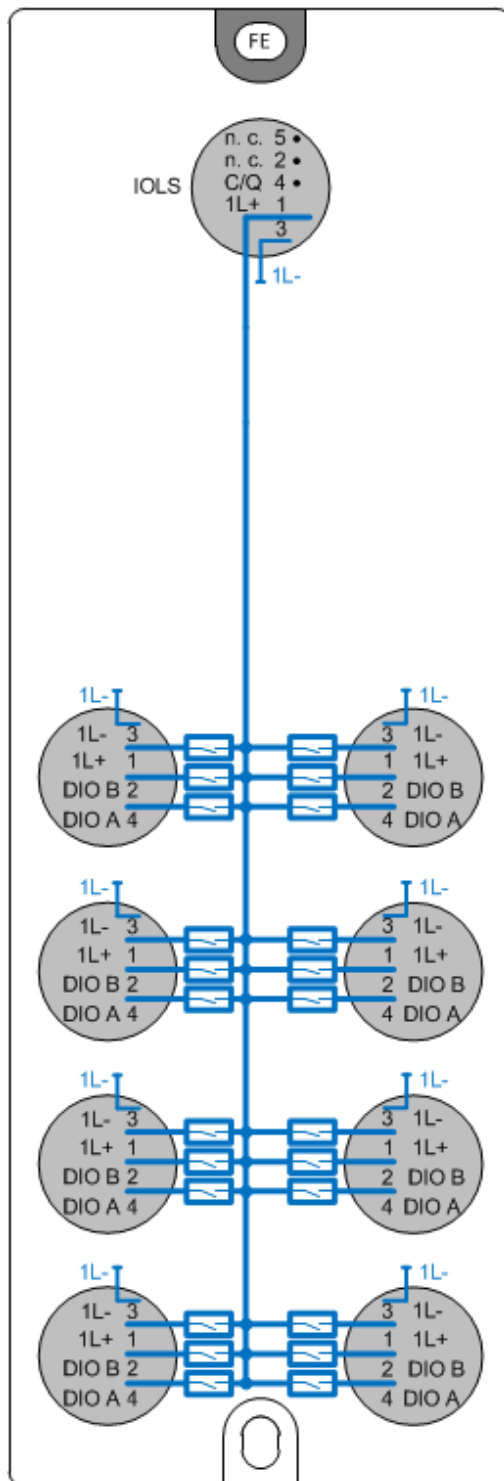 FE
n. c. 5
n. c. 2
IOLS C/Q 4
1L+ 1
3
1L-
1L- 1L-
1L- 3 3 1L-
1L+ 1 1 1L+
DIO B 2 2 DIO B
DIO A 4 4 DIO A
1L- 1L-
1L- 3 3 1L-
1L+ 1 1 1L+
DIO B 2 2 DIO B
DIO A 4 4 DIO A
1L- 1L-
1L- 3 3 1L-
1L+ 1 1 1L+
DIO B 2 2 DIO B
DIO A 4 4 DIO A
1L- 1L-
1L- 3 3 1L-
1L+ 1 1 1L+
DIO B 2 2 DIO B
DIO A 4 4 DIO A